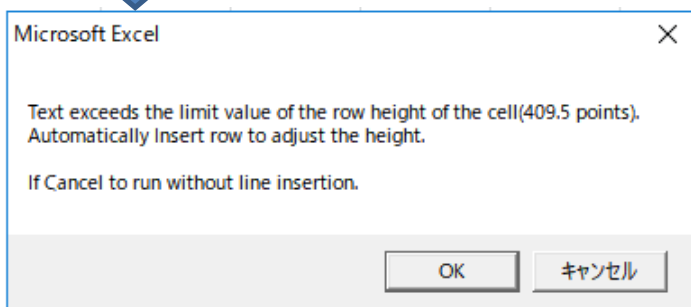 Microsoft Excel
Text exceeds the limit value of the row height of the cell(409.5 points).
Automatically Insert row to adjust the height.
If Cancel to run without line insertion.
OK
キャンセル